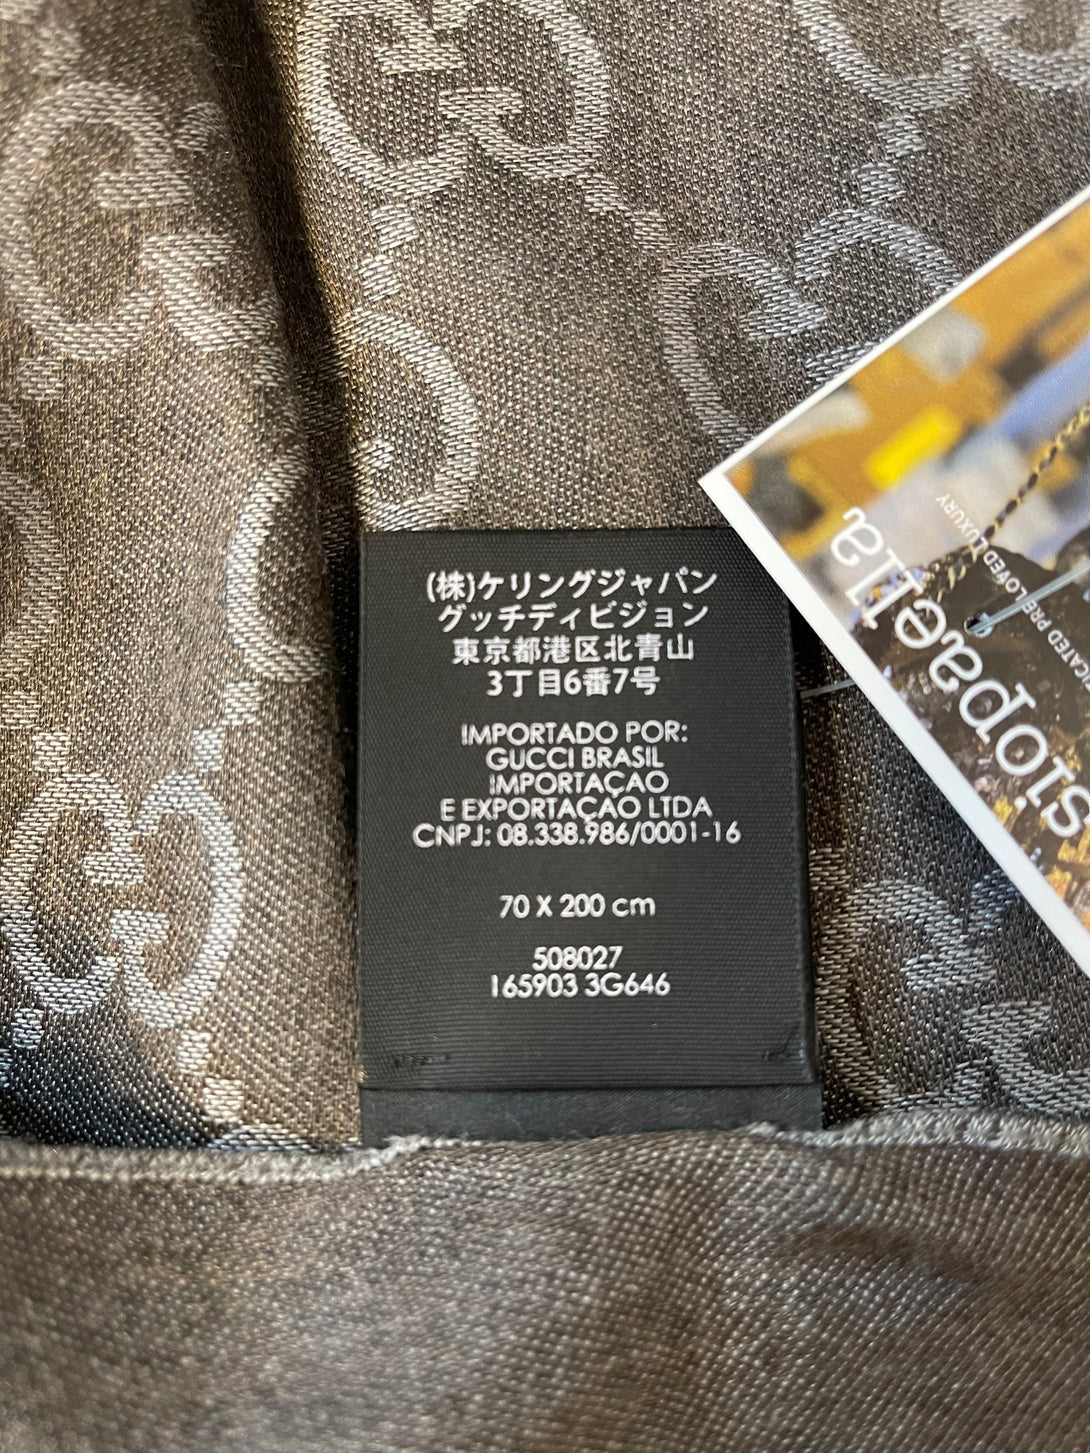 (株)ケリングジャパン
グッチディビジョン
東京都港区北青山
3丁目6番7号
IMPORTADO POR:
GUCCI BRASIL
IMPORTAÇAO
E EXPORTAÇÃO LTDA
CNPJ: 08.338.986/0001-16
70 X 200 cm
508027
165903 3G646
PRE LOVED LUXURY